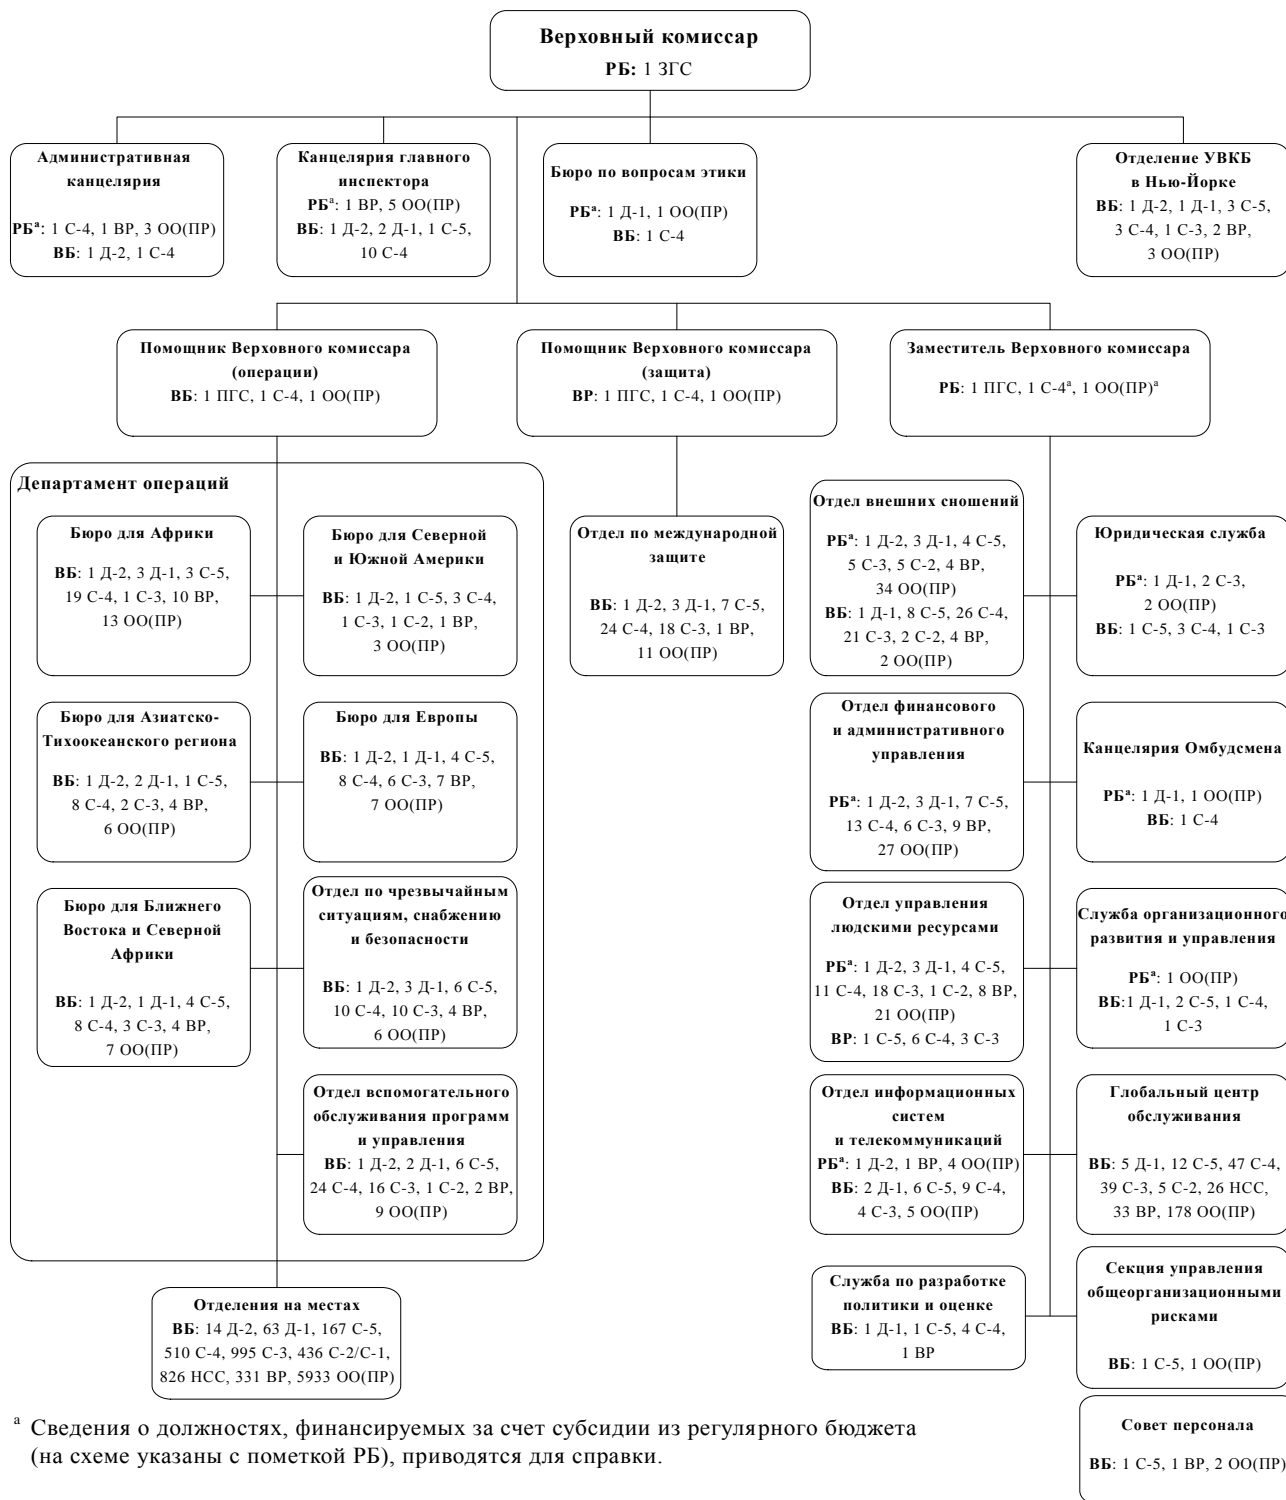 Верховный комиссар
РБ: 1 ЗГС
Административная
канцелярия
РБª: 1 С-4, 1 ВР, 3 ОО(ПР)
ВБ: 1 Д-2, 1 С-4
Канцелярия главного
инспектора
РБª: 1 ВР, 5 ОО(ПР)
ВБ: 1 Д-2, 2 Д-1, 1 С-5,
10 С-4
Бюро по вопросам этики
РБª: 1 Д-1, 1 ОО(ПР)
ВБ: 1 С-4
Отделение УВКБ
в Нью-Йорке
ВБ: 1 Д-2, 1 Д-1, 3 С-5,
3 С-4, 1 С-3, 2 ВР,
3 ОО(ПР)
Помощник Верховного комиссара
(операции)
ВБ: 1 ПГС, 1 С-4, 1 ОО(ПР)
Помощник Верховного комиссара
(защита)
ВР: 1 ПГС, 1 С-4, 1 ОО(ПР)
Заместитель Верховного комиссара
РБ: 1 ПГС, 1 С-4ª, 1 ОО(ПР)ª
Департамент операций
Бюро для Африки
ВБ: 1 Д-2, 3 Д-1, 3 С-5,
19 С-4, 1 С-3, 10 ВР,
13 ОО(ПР)
Бюро для Северной
и Южной Америки
ВБ: 1 Д-2, 1 С-5, 3 С-4,
1 С-3, 1 С-2, 1 ВР,
3 ОО(ПР)
Бюро для Азиатско-
Тихоокеанского региона
ВБ: 1 Д-2, 2 Д-1, 1 С-5,
8 С-4, 2 С-3, 4 ВР,
6 ОО(ПР)
Бюро для Европы
ВБ: 1 Д-2, 1 Д-1, 4 С-5,
8 С-4, 6 С-3, 7 ВР,
7 ОО(ПР)
Бюро для Ближнего
Востока и Северной
Африки
ВБ: 1 Д-2, 1 Д-1, 4 С-5,
8 С-4, 3 С-3, 4 ВР,
7 ОО(ПР)
Отдел по чрезвычайным
ситуациям, снабжению
и безопасности
ВБ: 1 Д-2, 3 Д-1, 6 С-5,
10 С-4, 10 С-3, 4 ВР,
6 ОО(ПР)
Отдел вспомогательного
обслуживания программ
и управления
ВБ: 1 Д-2, 2 Д-1, 6 С-5,
24 С-4, 16 С-3, 1 С-2, 2 ВР,
9 ОО(ПР)
Отделения на местах
ВБ: 14 Д-2, 63 Д-1, 167 С-5,
510 С-4, 995 С-3, 436 С-2/С-1,
826 НСС, 331 ВР, 5933 ОО(ПР)
Отдел по международной
защите
ВБ: 1 Д-2, 3 Д-1, 7 С-5,
24 С-4, 18 С-3, 1 ВР,
11 ОО(ПР)
Отдел внешних сношений
РБª: 1 Д-2, 3 Д-1, 4 С-5,
5 С-3, 5 С-2, 4 ВР,
34 ОО(ПР)
ВБ: 1 Д-1, 8 С-5, 26 С-4,
21 С-3, 2 С-2, 4 ВР,
2 ОО(ПР)
Юридическая служба
РБª: 1 Д-1, 2 С-3,
2 ОО(ПР)
ВБ: 1 С-5, 3 С-4, 1 С-3
Отдел финансового
и административного
управления
РБª: 1 Д-2, 3 Д-1, 7 С-5,
13 С-4, 6 С-3, 9 ВР,
27 ОО(ПР)
Канцелярия Омбудсмена
РБª: 1 Д-1, 1 ОО(ПР)
ВБ: 1 С-4
Отдел управления
людскими ресурсами
РБª: 1 Д-2, 3 Д-1, 4 С-5,
11 С-4, 18 С-3, 1 С-2, 8 ВР,
21 ОО(ПР)
ВР: 1 С-5, 6 С-4, 3 С-3
Служба организационного
развития и управления
РБª: 1 ОО(ПР)
ВБ:1 Д-1, 2 С-5, 1 С-4,
1 С-3
Отдел информационных
систем
и телекоммуникаций
РБª: 1 Д-2, 1 ВР, 4 ОО(ПР)
ВБ: 2 Д-1, 6 С-5, 9 С-4,
4 С-3, 5 ОО(ПР)
Глобальный центр
обслуживания
ВБ: 5 Д-1, 12 С-5, 47 С-4,
39 С-3, 5 С-2, 26 НСС,
33 ВР, 178 ОО(ПР)
Служба по разработке
политики и оценке
ВБ: 1 Д-1, 1 С-5, 4 С-4,
1 ВР
Секция управления
общеорганизационными
рисками
ВБ: 1 С-5, 1 ОО(ПР)
Совет персонала
ВБ: 1 С-5, 1 ВР, 2 ОО(ПР)
ª Сведения о должностях, финансируемых за счет субсидии из регулярного бюджета
(на схеме указаны с пометкой РБ), приводятся для справки.